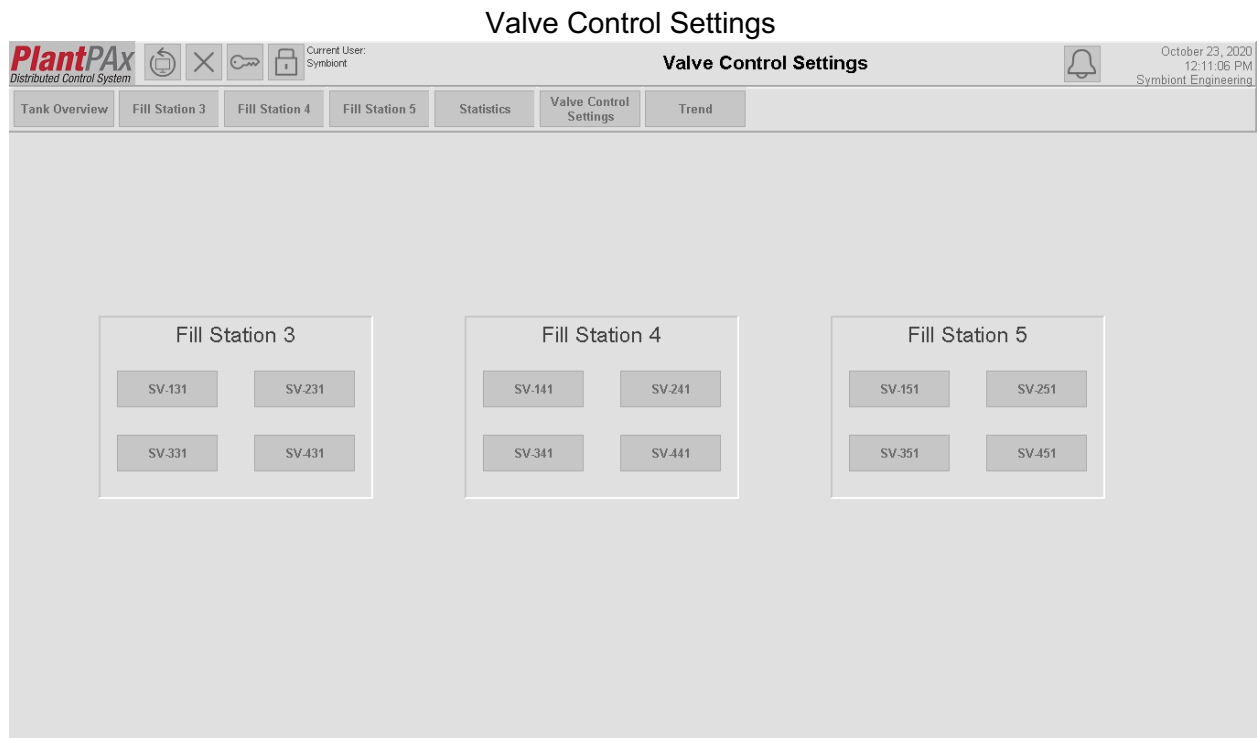 Valve Control Settings
PlantPAx
Distributed Control System
Current User:
Symbiont
Valve Control Settings
October 23, 2020
12:11:06 PM
Symbiont Engineering
Tank Overview
Fill Station 3
Fill Station 4
Fill Station 5
Statistics
Valve Control
Settings
Trend
Fill Station 3
SV-131 SV-231
SV-331 SV-431
Fill Station 4
SV-141 SV-241
SV-341 SV-441
Fill Station 5
SV-151 SV-251
SV-351 SV-451